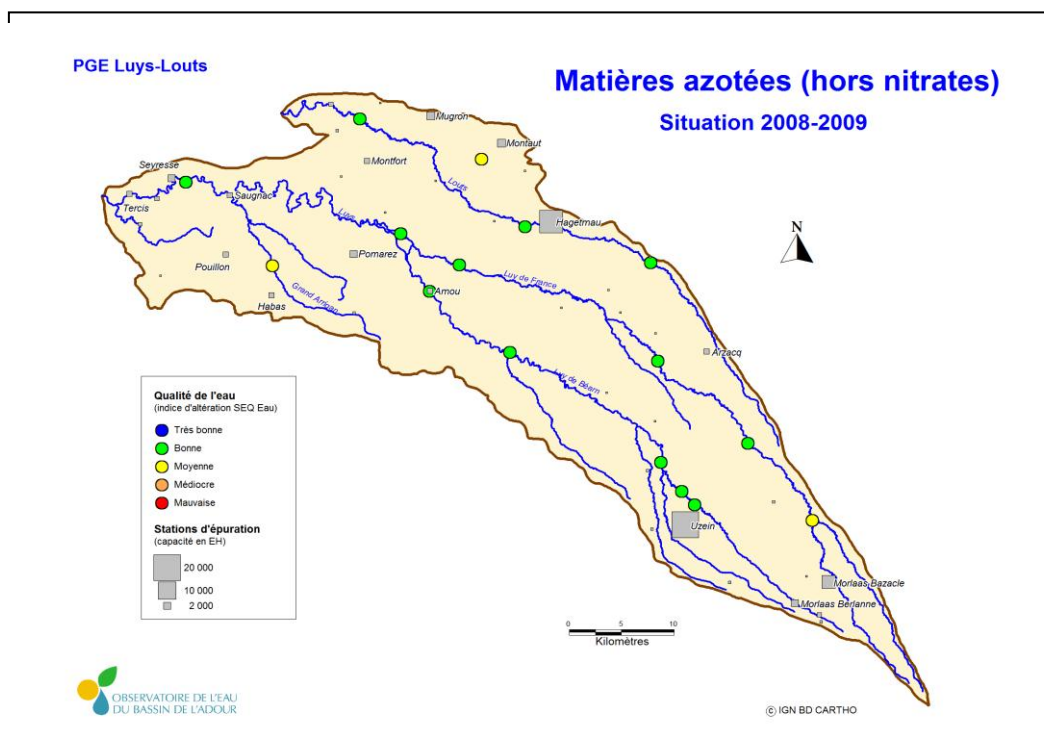 PGE Luys-Louts
Matières azotées (hors nitrates)
Situation 2008-2009
Mugron
Montaut
Montfort
Seyresse
Louts
Saugnac
Tercis
Luys
Hagetmau
N
Pouillon
Pomarez
Luy de France
Grand Arrigan
Amou
Habas
Arzacq
Luy de Béarn
Uzein
Morlaas Bazacle
Morlaas Berlanne
Qualité de l'eau
(indice d'altération SEQ Eau)
Très bonne
Bonne
Moyenne
Médiocre
Mauvaise
Stations d'épuration
(capacité en EH)
20 000
10 000
2 000
0 5 10
Kilomètres
OBSERVATOIRE DE L'EAU
DU BASSIN DE L'ADOUR
© IGN BD CARTHO